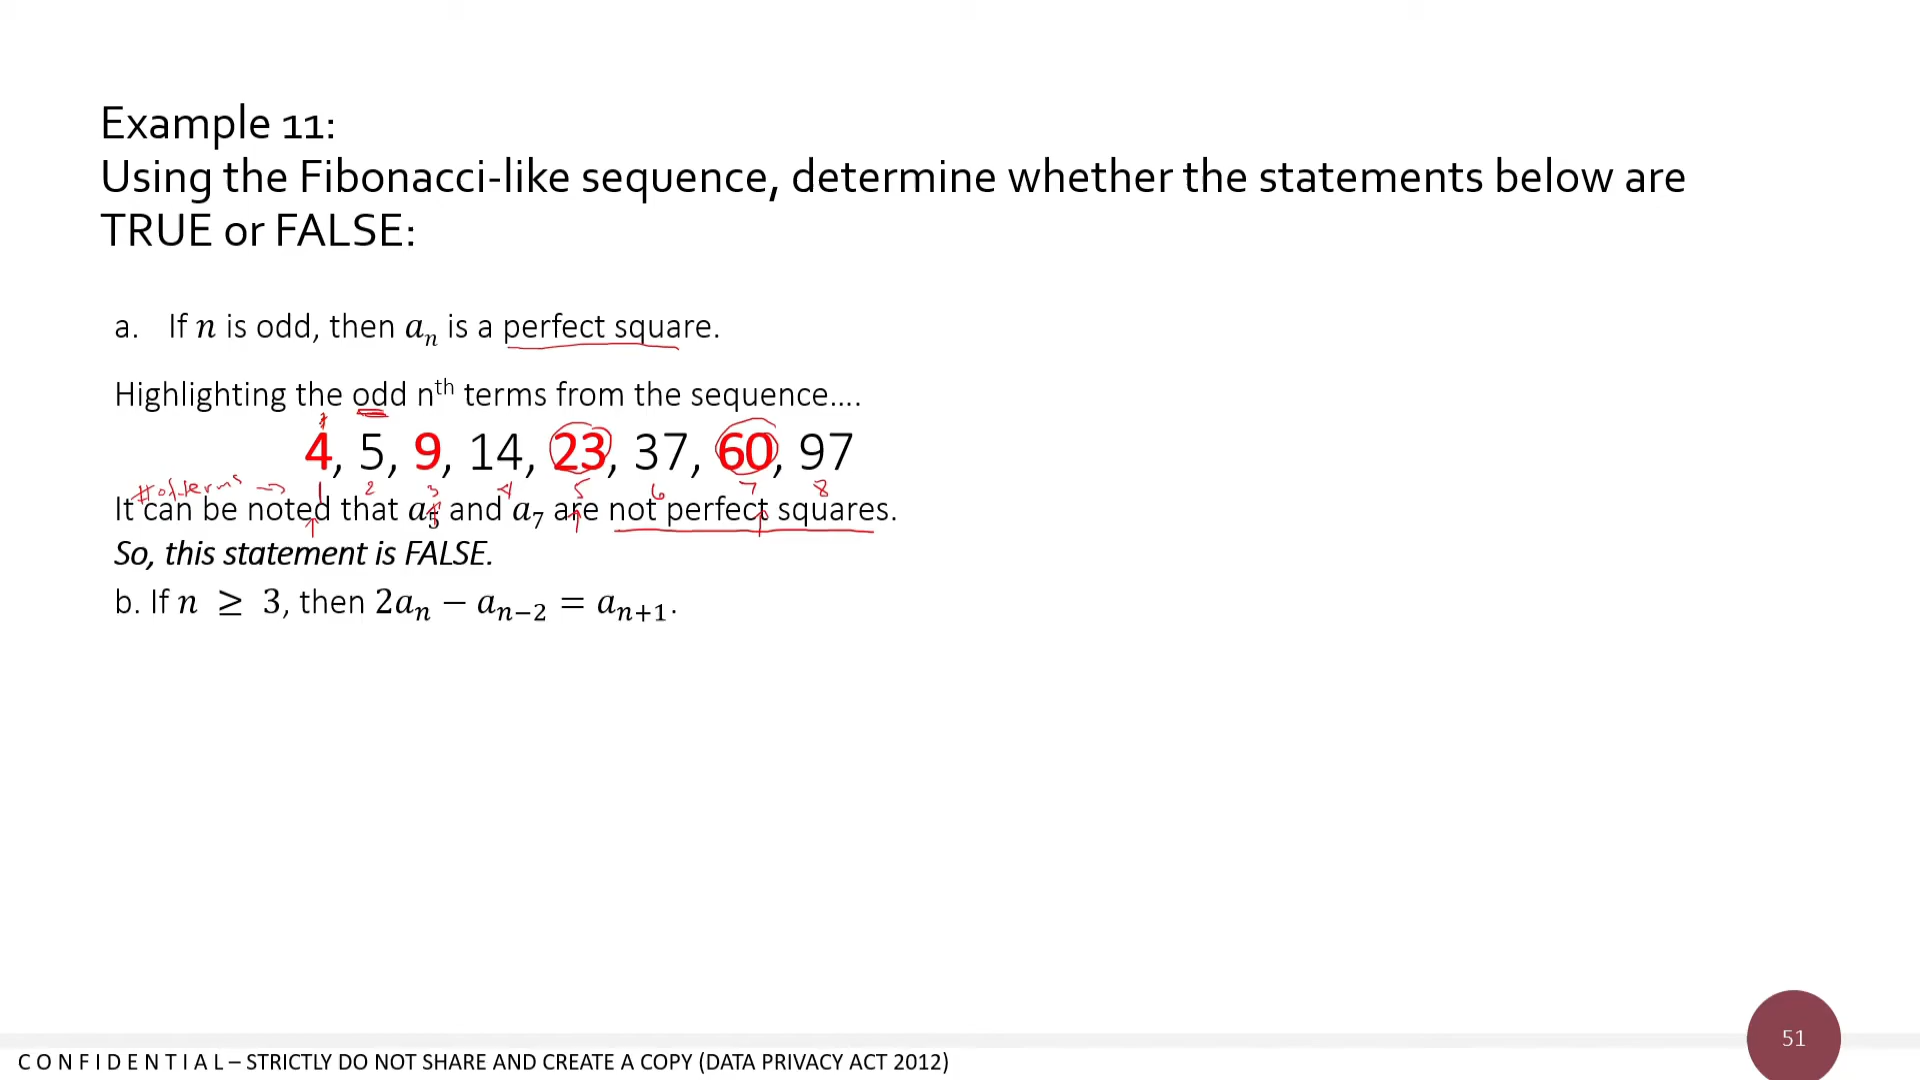 Example 11:
Using the Fibonacci-like sequence, determine whether the statements below are
TRUE or FALSE:
a. If n is odd, then aₙ is a perfect square.
Highlighting the odd nᵗʰ terms from the sequence....
4, 5, 9, 14, 23, 37, 60, 97
# of terms → 1 2 3 4 5 6 7 8
It can be noted that a₅ and a₇ are not perfect squares.
So, this statement is FALSE.
b. If n ≥ 3, then 2aₙ − aₙ₋₂ = aₙ₊₁.
51
C O N F I D E N T I A L – STRICTLY DO NOT SHARE AND CREATE A COPY (DATA PRIVACY ACT 2012)